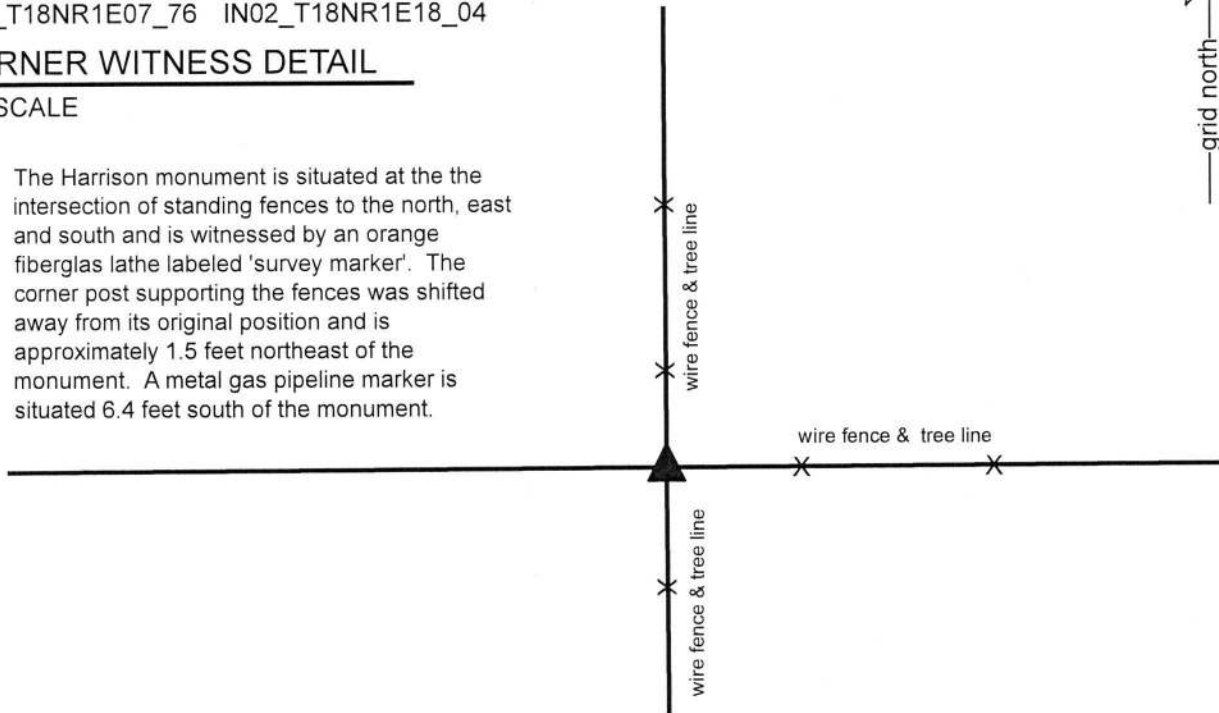 _T18NR1E07_76 IN02_T18NR1E18_04
RNER WITNESS DETAIL
SCALE
The Harrison monument is situated at the the
intersection of standing fences to the north, east
and south and is witnessed by an orange
fiberglas lathe labeled 'survey marker'. The
corner post supporting the fences was shifted
away from its original position and is
approximately 1.5 feet northeast of the
monument. A metal gas pipeline marker is
situated 6.4 feet south of the monument.
grid north
wire fence & tree line
wire fence & tree line
wire fence & tree line